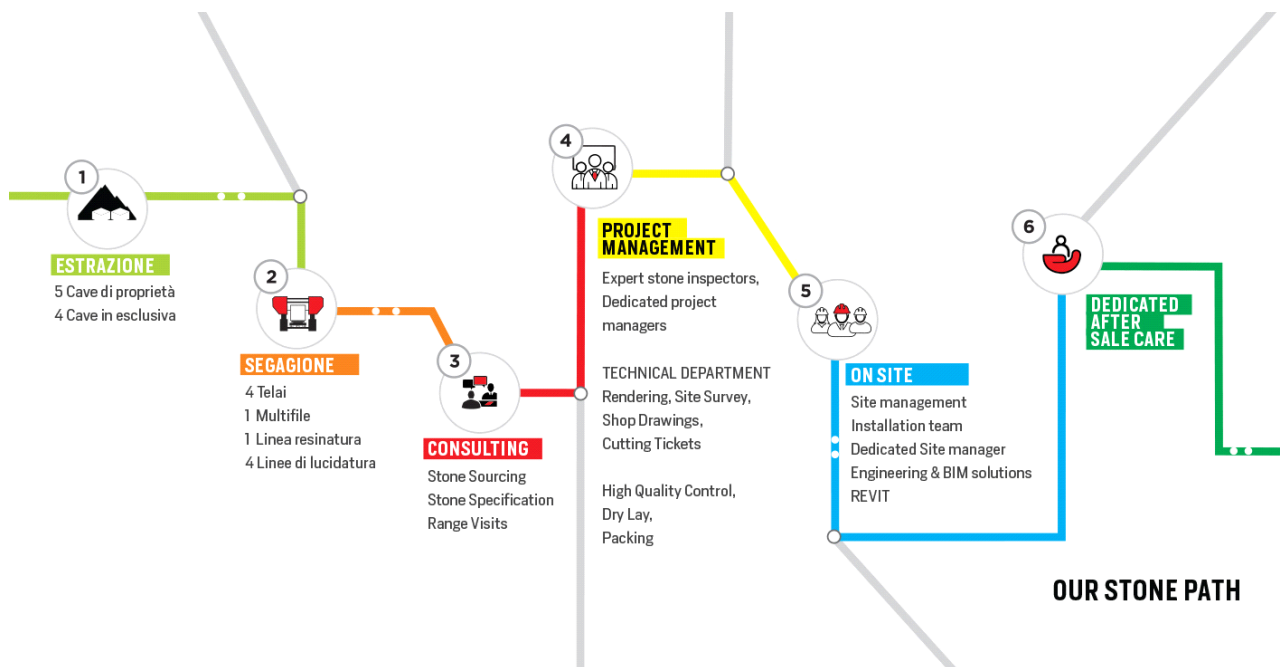 1
ESTRAZIONE
5 Cave di proprietà
4 Cave in esclusiva
2
SEGAGIONE
4 Telai
1 Multifile
1 Linea resinatura
4 Linee di lucidatura
3
CONSULTING
Stone Sourcing
Stone Specification
Range Visits
4
PROJECT
MANAGEMENT
Expert stone inspectors,
Dedicated project
managers
TECHNICAL DEPARTMENT
Rendering, Site Survey,
Shop Drawings,
Cutting Tickets
High Quality Control,
Dry Lay,
Packing
5
ON SITE
Site management
Installation team
Dedicated Site manager
Engineering & BIM solutions
REVIT
6
DEDICATED
AFTER
SALE CARE
OUR STONE PATH